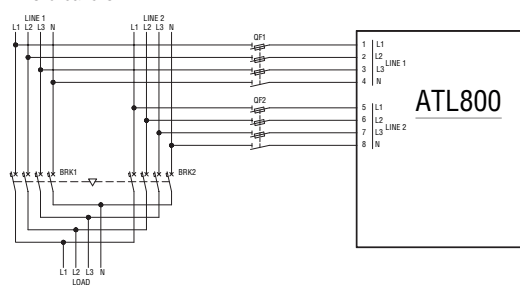 LINE 1
L1 L2 L3 N
LINE 2
L1 L2 L3 N
QF1
1 L1
2 L2
3 L3
4 N
LINE 1
QF2
5 L1
6 L2
7 L3
8 N
LINE 2
ATL800
BRK1
BRK2
L1 L2 L3 N
LOAD